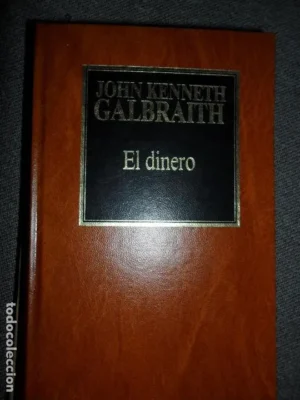 JOHN KENNETH
GALBRAITH
El dinero
todocoleccion